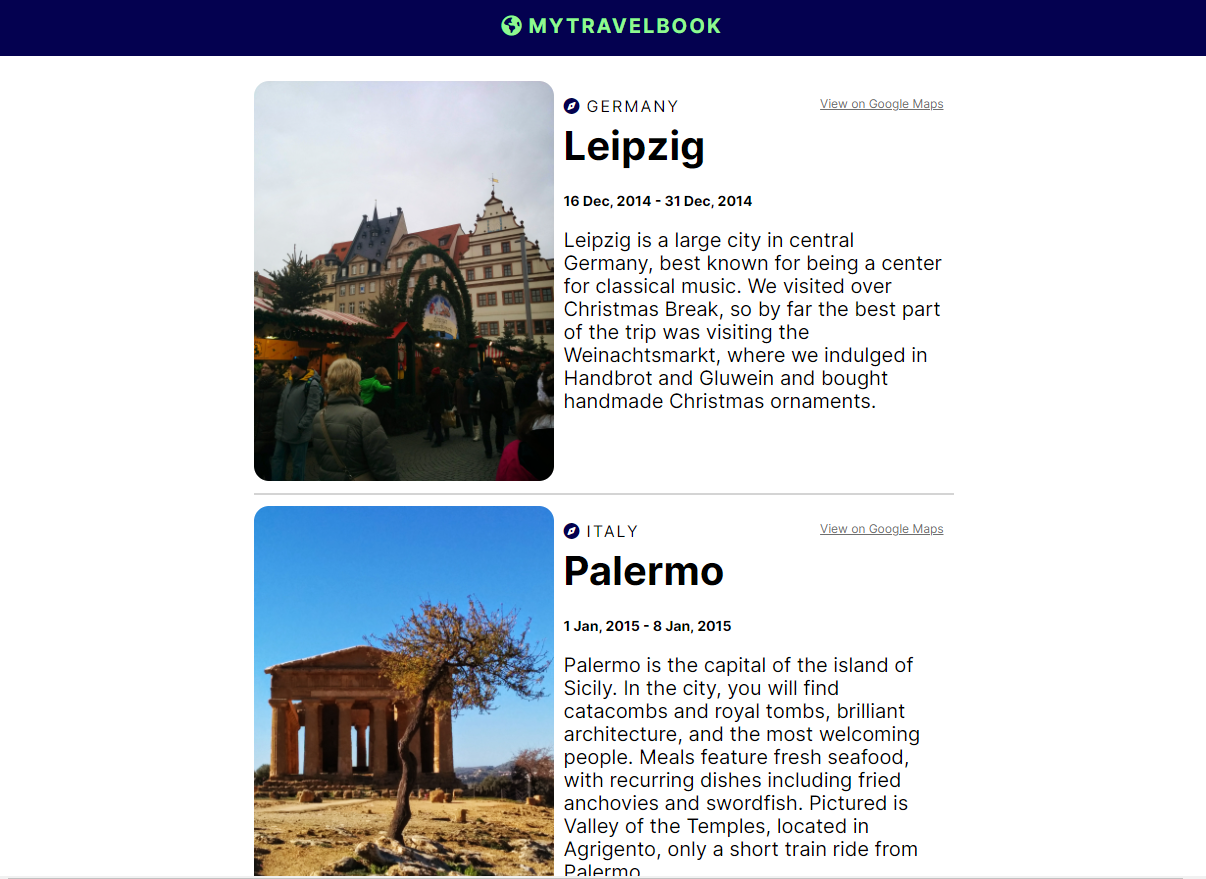 MYTRAVELBOOK
GERMANY
View on Google Maps
Leipzig
16 Dec, 2014 - 31 Dec, 2014
Leipzig is a large city in central
Germany, best known for being a center
for classical music. We visited over
Christmas Break, so by far the best part
of the trip was visiting the
Weinachtsmarkt, where we indulged in
Handbrot and Gluwein and bought
handmade Christmas ornaments.
ITALY
View on Google Maps
Palermo
1 Jan, 2015 - 8 Jan, 2015
Palermo is the capital of the island of
Sicily. In the city, you will find
catacombs and royal tombs, brilliant
architecture, and the most welcoming
people. Meals feature fresh seafood,
with recurring dishes including fried
anchovies and swordfish. Pictured is
Valley of the Temples, located in
Agrigento, only a short train ride from
Palermo